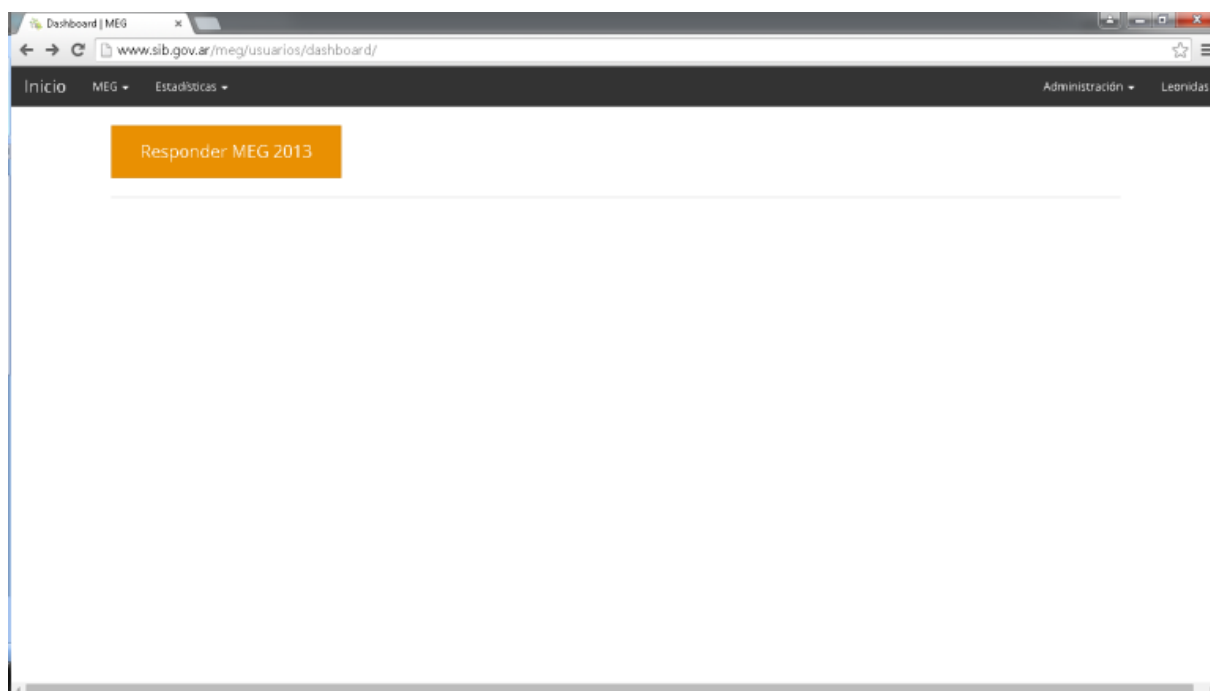 Dashboard | MEG
www.sib.gov.ar/meg/usuarios/dashboard/
Inicio MEG Estadísticas Administración Leonidas
Responder MEG 2013